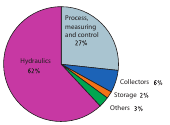 Process,
measuring
and control
27%
Hydraulics
62%
Collectors 6%
Storage 2%
Others 3%